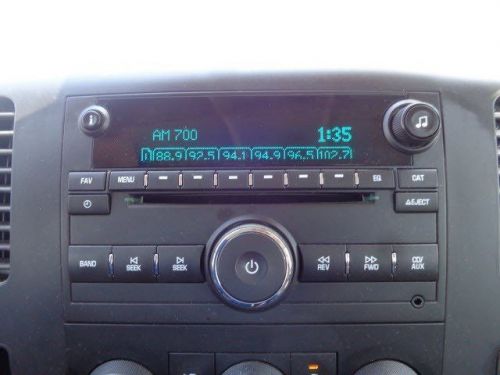 AM 700 1:35
1 88.9 92.5 94.1 94.9 96.5 102.7
FAV MENU EQ CAT
EJECT
BAND SEEK SEEK REV FWD CD/
AUX